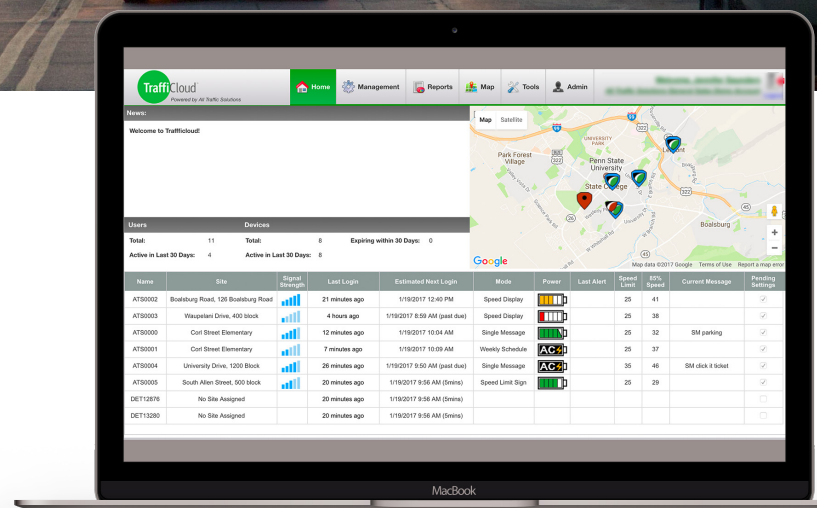 TraffiCloud
Powered by All Traffic Solutions
Home Management Reports Map Tools Admin
News:
Welcome to Traffficloud!
Map Satellite
UNIVERSITY PARK
Park Forest Village
Penn State University
State College
Lemont
Boalsburg
322
322
322
26
45
45
Google
Map data ©2017 Google Terms of Use Report a map error
Users Devices
Total: 11 Total: 8 Expiring within 30 Days: 0
Active in Last 30 Days: 4 Active in Last 30 Days: 8
Name Site Signal Strength Last Login Estimated Next Login Mode Power Last Alert Speed Limit 85% Speed Current Message Pending Settings
ATS0002 Boalsburg Road, 126 Boalsburg Road 21 minutes ago 1/19/2017 12:40 PM Speed Display 25 41
ATS0003 Waupelani Drive, 400 block 4 hours ago 1/19/2017 8:59 AM (past due) Speed Display 25 38
ATS0000 Corl Street Elementary 12 minutes ago 1/19/2017 10:04 AM Single Message 25 32 SM parking
ATS0001 Corl Street Elementary 7 minutes ago 1/19/2017 10:09 AM Weekly Schedule AC 25 37
ATS0004 University Drive, 1200 Block 26 minutes ago 1/19/2017 9:50 AM (past due) Single Message AC 35 46 SM click it ticket
ATS0005 South Allen Street, 500 block 20 minutes ago 1/19/2017 9:56 AM (5mins) Speed Limit Sign 25 29
DET12876 No Site Assigned 20 minutes ago 1/19/2017 9:56 AM (5mins)
DET13280 No Site Assigned 20 minutes ago 1/19/2017 9:56 AM (5mins)
MacBook